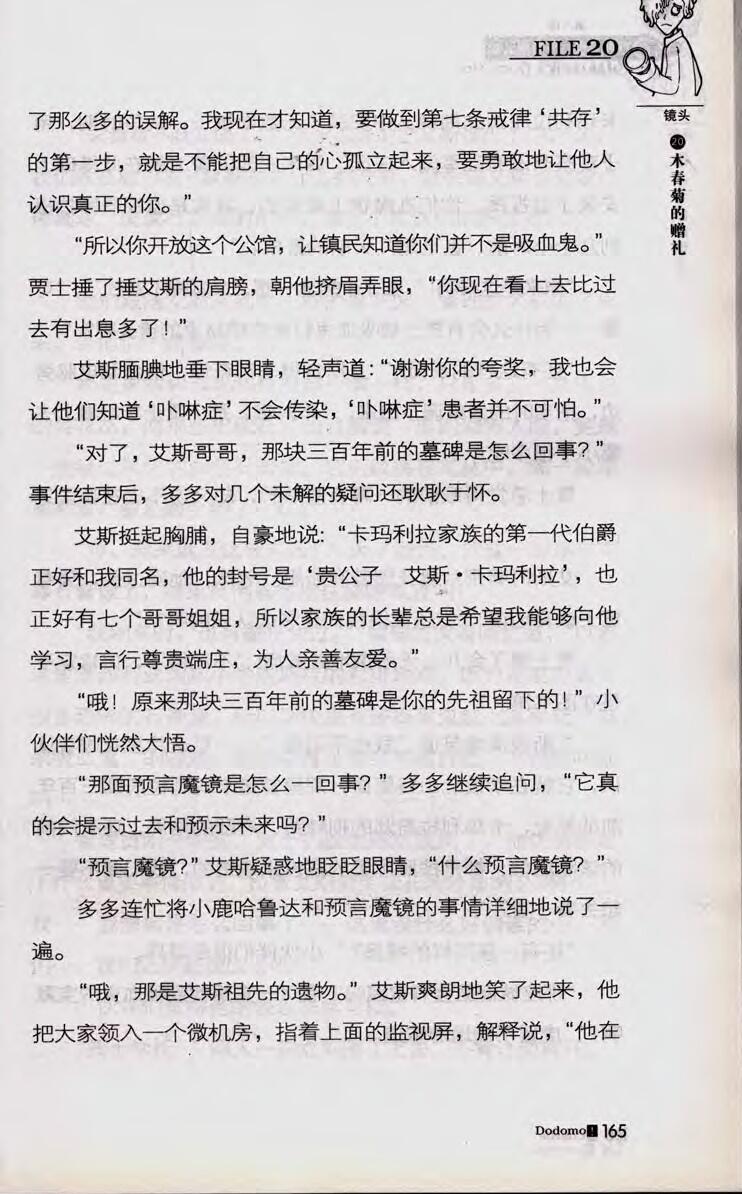 FILE 20
镜头
20
木春菊的赠礼
了那么多的误解。我现在才知道，要做到第七条戒律‘共存’
的第一步，就是不能把自己的心孤立起来，要勇敢地让他人
认识真正的你。”
“所以你开放这个公馆，让镇民知道你们并不是吸血鬼。”
贾士捶了捶艾斯的肩膀，朝他挤眉弄眼，“你现在看上去比过
去有出息多了！”
艾斯腼腆地垂下眼睛，轻声道：“谢谢你的夸奖，我也会
让他们知道‘卟啉症’不会传染，‘卟啉症’患者并不可怕。”
“对了，艾斯哥哥，那块三百年前的墓碑是怎么回事？”
事件结束后，多多对几个未解的疑问还耿耿于怀。
艾斯挺起胸脯，自豪地说：“卡玛利拉家族的第一代伯爵
正好和我同名，他的封号是‘贵公子　艾斯·卡玛利拉’，也
正好有七个哥哥姐姐，所以家族的长辈总是希望我能够向他
学习，言行尊贵端庄，为人亲善友爱。”
“哦！原来那块三百年前的墓碑是你的先祖留下的！”小
伙伴们恍然大悟。
“那面预言魔镜是怎么一回事？”多多继续追问，“它真
的会提示过去和预示未来吗？”
“预言魔镜？”艾斯疑惑地眨眨眼睛，“什么预言魔镜？”
多多连忙将小鹿哈鲁达和预言魔镜的事情详细地说了一
遍。
“哦，那是艾斯祖先的遗物。”艾斯爽朗地笑了起来，他
把大家领入一个微机房，指着上面的监视屏，解释说，“他在
Dodomo! 165